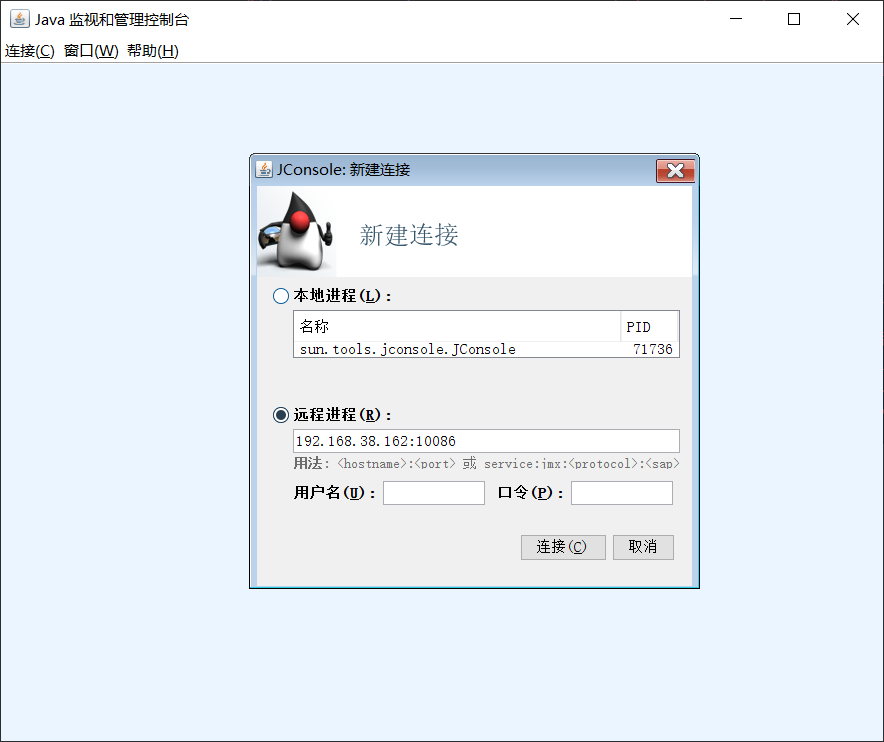 Java 监视和管理控制台
连接(C) 窗口(W) 帮助(H)
JConsole: 新建连接
新建连接
本地进程(L):
名称 PID
sun.tools.jconsole.JConsole 71736
远程进程(R):
192.168.38.162:10086
用法: <hostname>:<port> 或 service:jmx:<protocol>:<sap>
用户名(U): 口令(P):
连接(C) 取消